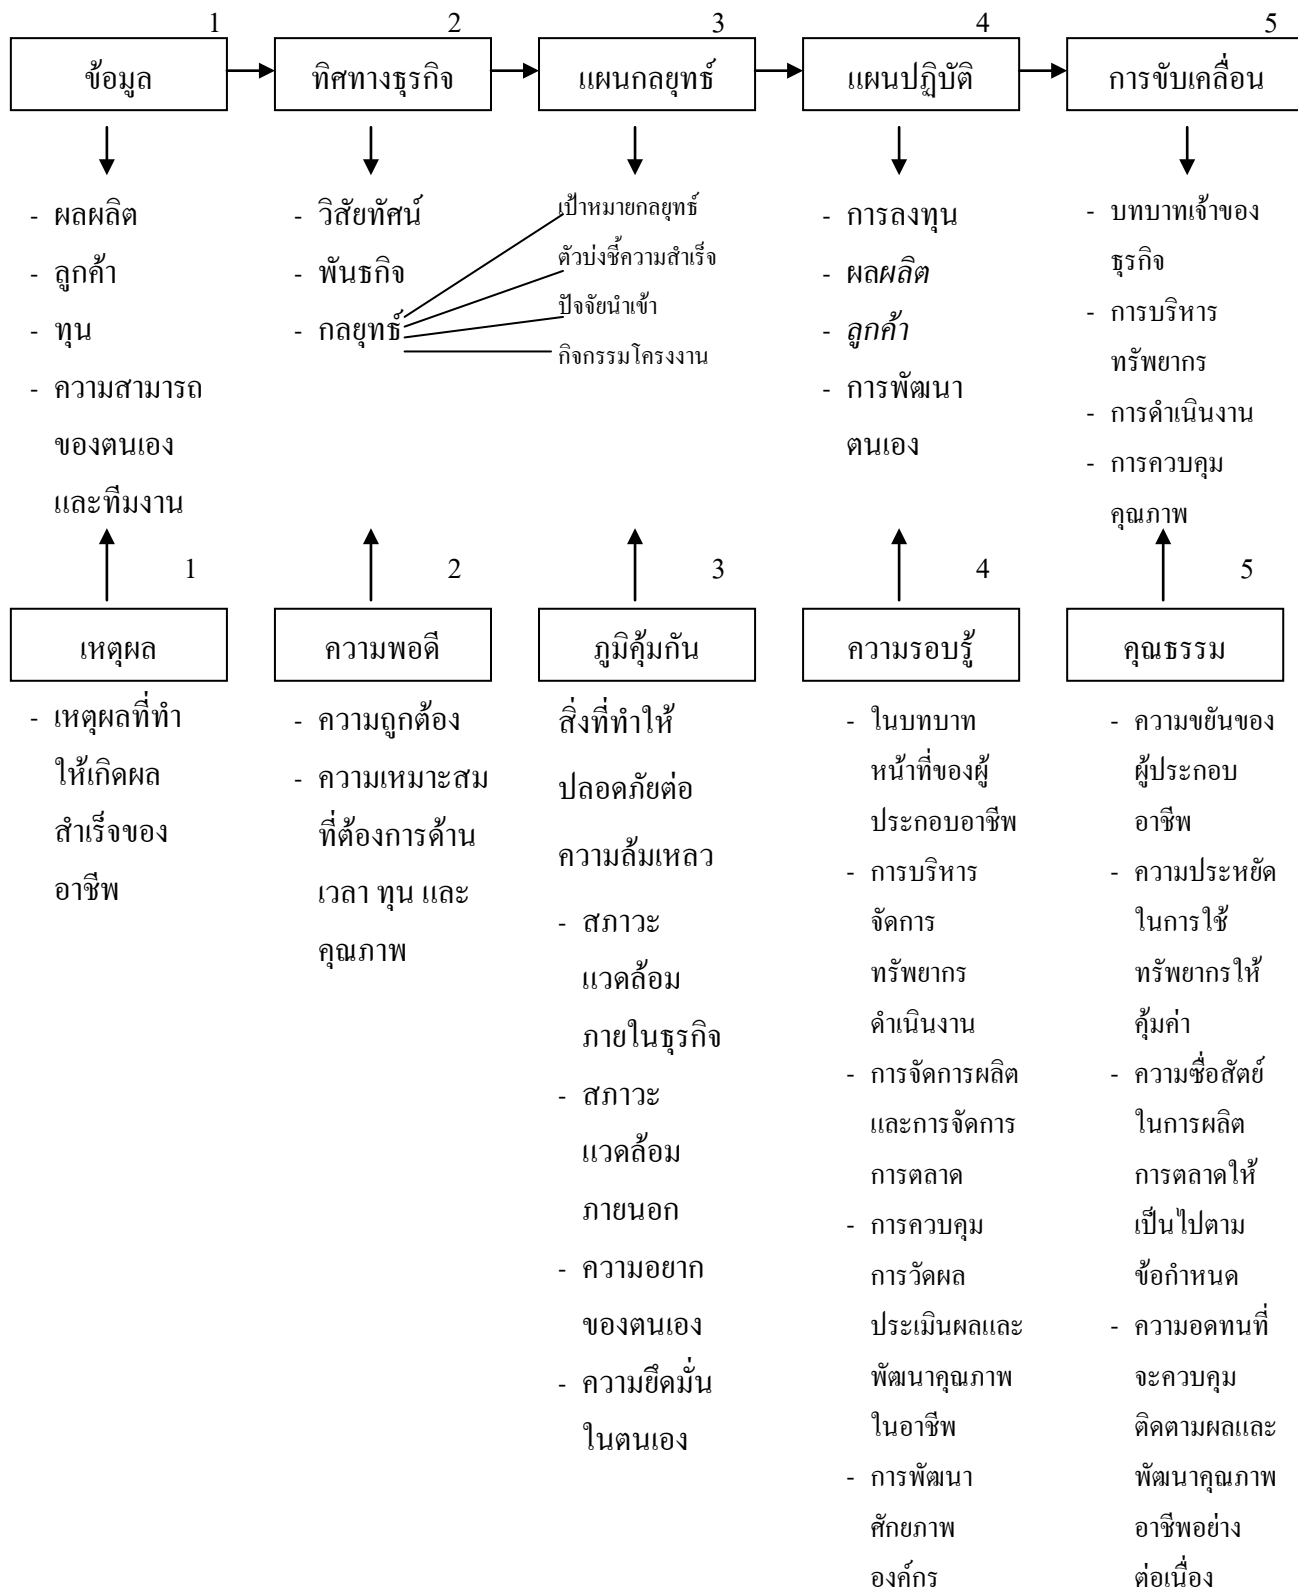 1
2
3
4
5
ข้อมูล
ทิศทางธุรกิจ
แผนกลยุทธ์
แผนปฏิบัติ
การขับเคลื่อน
- ผลผลิต
- ลูกค้า
- ทุน
- ความสามารถ
ของตนเอง
และทีมงาน
- วิสัยทัศน์
- พันธกิจ
- กลยุทธ์
เป้าหมายกลยุทธ์
ตัวบ่งชี้ความสำเร็จ
ปัจจัยนำเข้า
กิจกรรมโครงงาน
- การลงทุน
- ผลผลิต
- ลูกค้า
- การพัฒนา
ตนเอง
- บทบาทเจ้าของ
ธุรกิจ
- การบริหาร
ทรัพยากร
- การดำเนินงาน
- การควบคุม
คุณภาพ
1
2
3
4
5
เหตุผล
ความพอดี
ภูมิคุ้มกัน
ความรอบรู้
คุณธรรม
- เหตุผลที่ทำ
ให้เกิดผล
สำเร็จของ
อาชีพ
- ความถูกต้อง
- ความเหมาะสม
ที่ต้องการด้าน
เวลา ทุน และ
คุณภาพ
สิ่งที่ทำให้
ปลอดภัยต่อ
ความล้มเหลว
- สภาวะ
แวดล้อม
ภายในธุรกิจ
- สภาวะ
แวดล้อม
ภายนอก
- ความอยาก
ของตนเอง
- ความยึดมั่น
ในตนเอง
- ในบทบาท
หน้าที่ของผู้
ประกอบอาชีพ
- การบริหาร
จัดการ
ทรัพยากร
ดำเนินงาน
- การจัดการผลิต
และการจัดการ
การตลาด
- การควบคุม
การวัดผล
ประเมินผลและ
พัฒนาคุณภาพ
ในอาชีพ
- การพัฒนา
ศักยภาพ
องค์กร
- ความขยันของ
ผู้ประกอบ
อาชีพ
- ความประหยัด
ในการใช้
ทรัพยากรให้
คุ้มค่า
- ความซื่อสัตย์
ในการผลิต
การตลาดให้
เป็นไปตาม
ข้อกำหนด
- ความอดทนที่
จะควบคุม
ติดตามผลและ
พัฒนาคุณภาพ
อาชีพอย่าง
ต่อเนื่อง